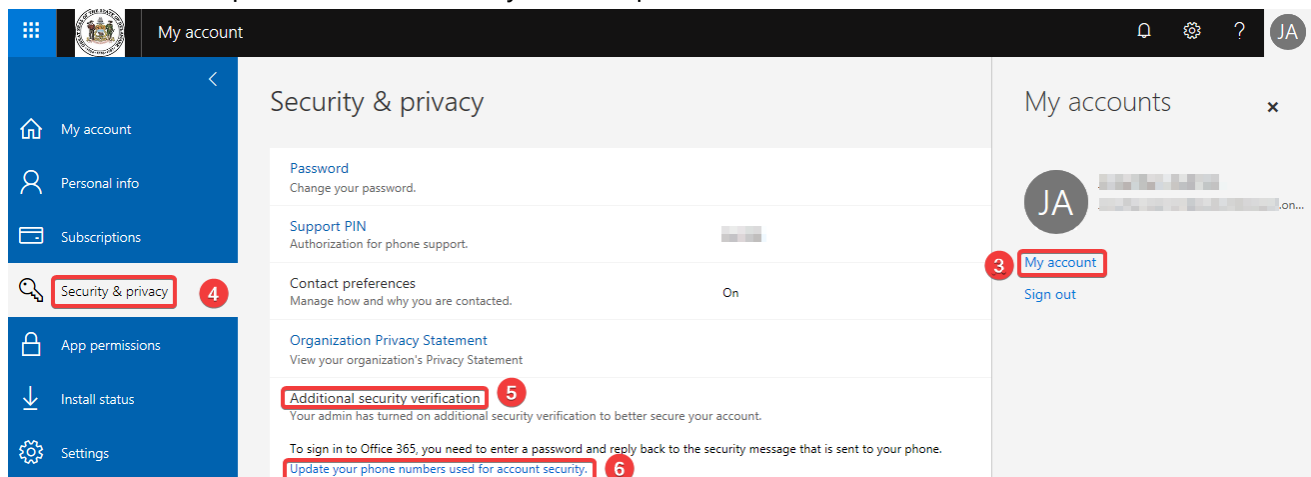 My account
?
JA
My account
Personal info
Subscriptions
Security & privacy
4
App permissions
Install status
Settings
Security & privacy
Password
Change your password.
Support PIN
Authorization for phone support.
Contact preferences
Manage how and why you are contacted.
On
Organization Privacy Statement
View your organization's Privacy Statement
Additional security verification
5
Your admin has turned on additional security verification to better secure your account.
To sign in to Office 365, you need to enter a password and reply back to the security message that is sent to your phone.
Update your phone numbers used for account security.
6
My accounts
JA
.on...
3
My account
Sign out